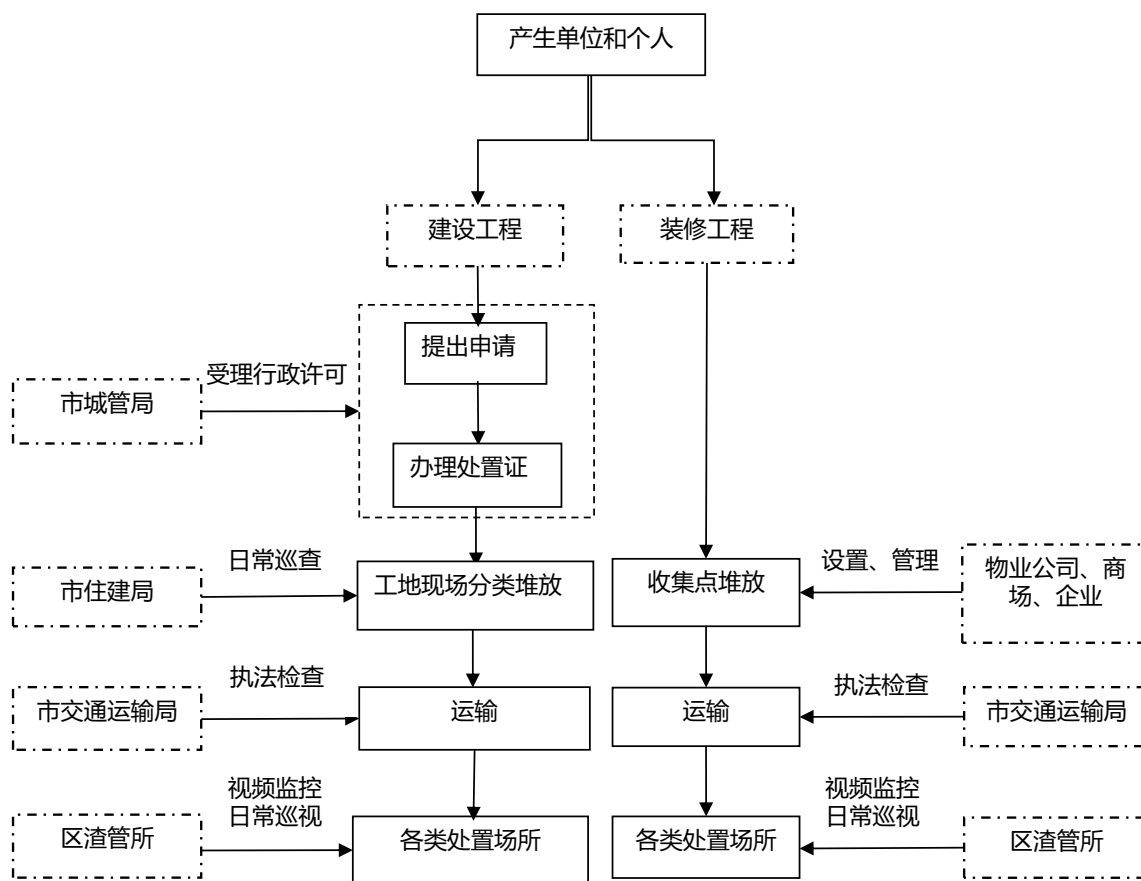 产生单位和个人
建设工程
装修工程
提出申请
受理行政许可
市城管局
办理处置证
日常巡查
市住建局
工地现场分类堆放
收集点堆放
设置、管理
物业公司、商
场、企业
执法检查
市交通运输局
运输
运输
执法检查
市交通运输局
视频监控
日常巡视
区渣管所
各类处置场所
各类处置场所
视频监控
日常巡视
区渣管所